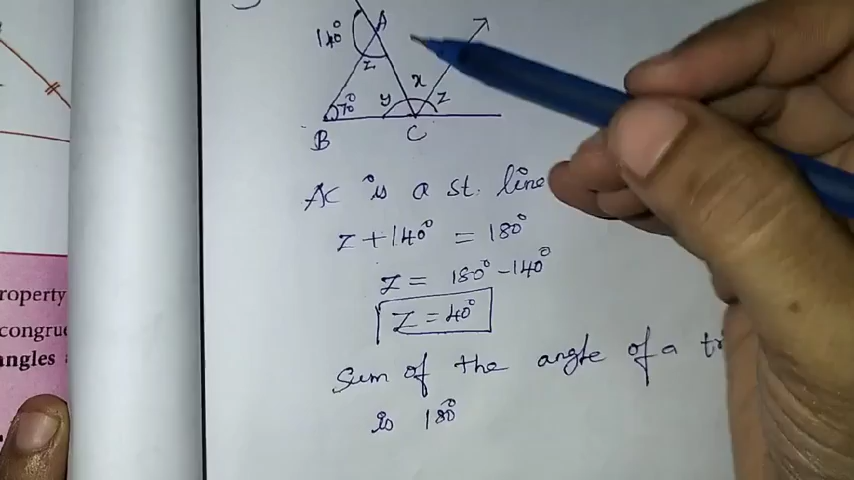 140°
A
z
x
70°
y
z
B
C
AC is a st. line
z + 140° = 180°
z = 180° - 140°
z = 40°
Sum of the angle of a
is 180°
roperty
congru
angles